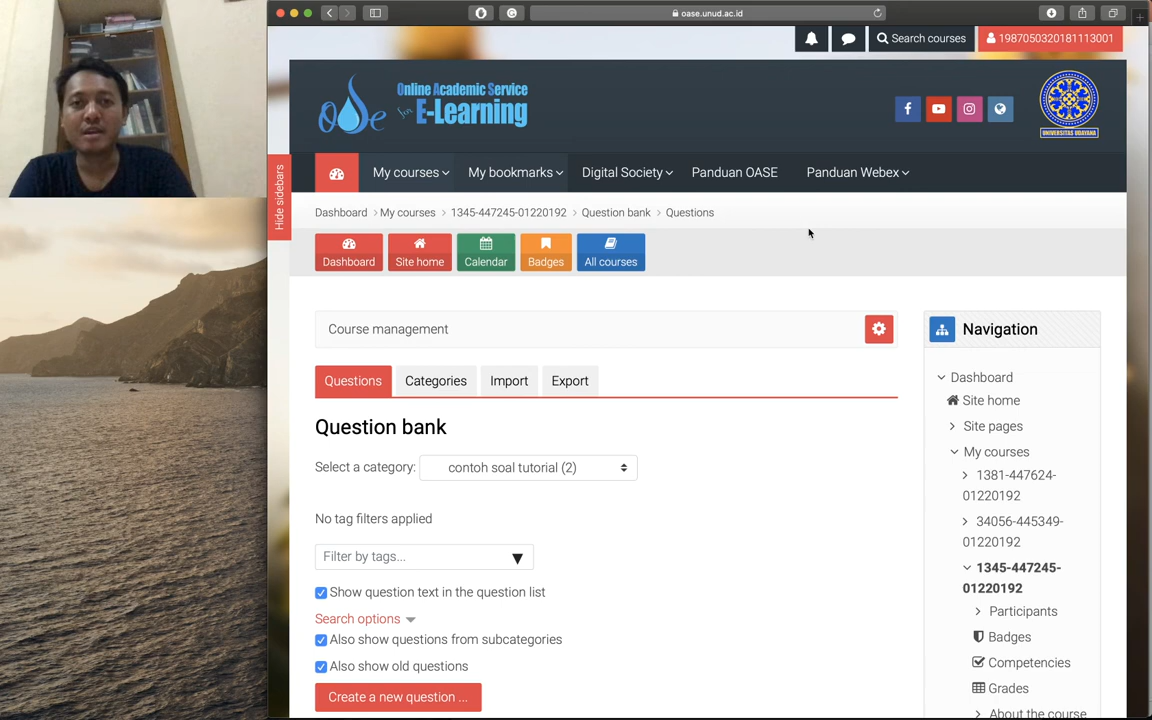 oase.unud.ac.id
Search courses
1987050320181113001
OASe
Online Academic Service
for E-Learning
UNIVERSITAS UDAYANA
Hide sidebars
My courses
My bookmarks
Digital Society
Panduan OASE
Panduan Webex
Dashboard > My courses > 1345-447245-01220192 > Question bank > Questions
Dashboard
Site home
Calendar
Badges
All courses
Course management
Questions
Categories
Import
Export
Question bank
Select a category: contoh soal tutorial (2)
No tag filters applied
Filter by tags...
Show question text in the question list
Search options
Also show questions from subcategories
Also show old questions
Create a new question ...
Navigation
Dashboard
Site home
Site pages
My courses
1381-447624-
01220192
34056-445349-
01220192
1345-447245-
01220192
Participants
Badges
Competencies
Grades
About the course